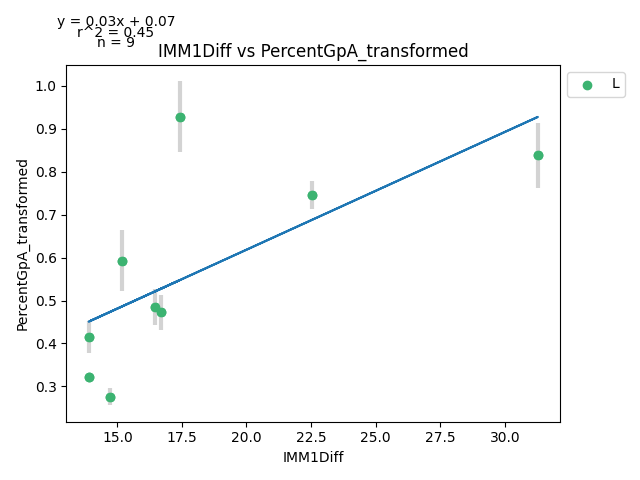 y = 0.03x + 0.07
r^2 = 0.45
n = 9
IMM1Diff vs PercentGpA_transformed
L
PercentGpA_transformed
1.0
0.9
0.8
0.7
0.6
0.5
0.4
0.3
15.0 17.5 20.0 22.5 25.0 27.5 30.0
IMM1Diff